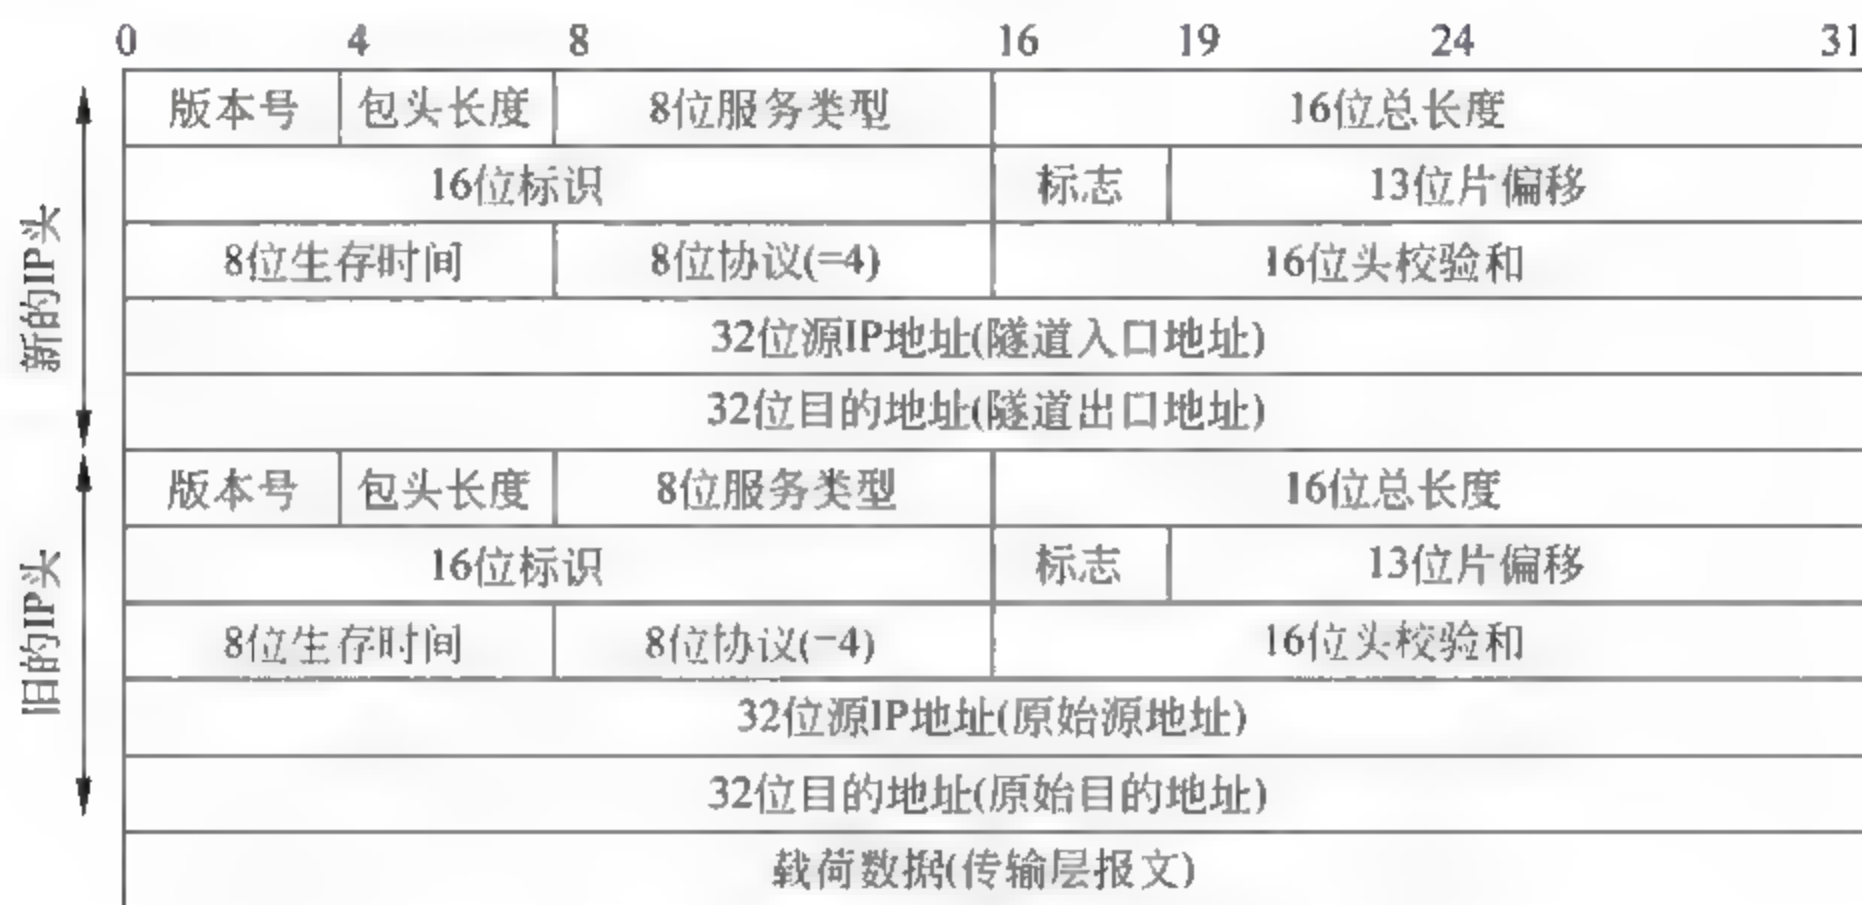 0 4 8 16 19 24 31
版本号 包头长度 8位服务类型 16位总长度
16位标识 标志 13位片偏移
8位生存时间 8位协议(=4) 16位头校验和
32位源IP地址(隧道入口地址)
32位目的地址(隧道出口地址)
新的IP头
版本号 包头长度 8位服务类型 16位总长度
16位标识 标志 13位片偏移
8位生存时间 8位协议(=4) 16位头校验和
32位源IP地址(原始源地址)
32位目的地址(原始目的地址)
旧的IP头
载荷数据(传输层报文)